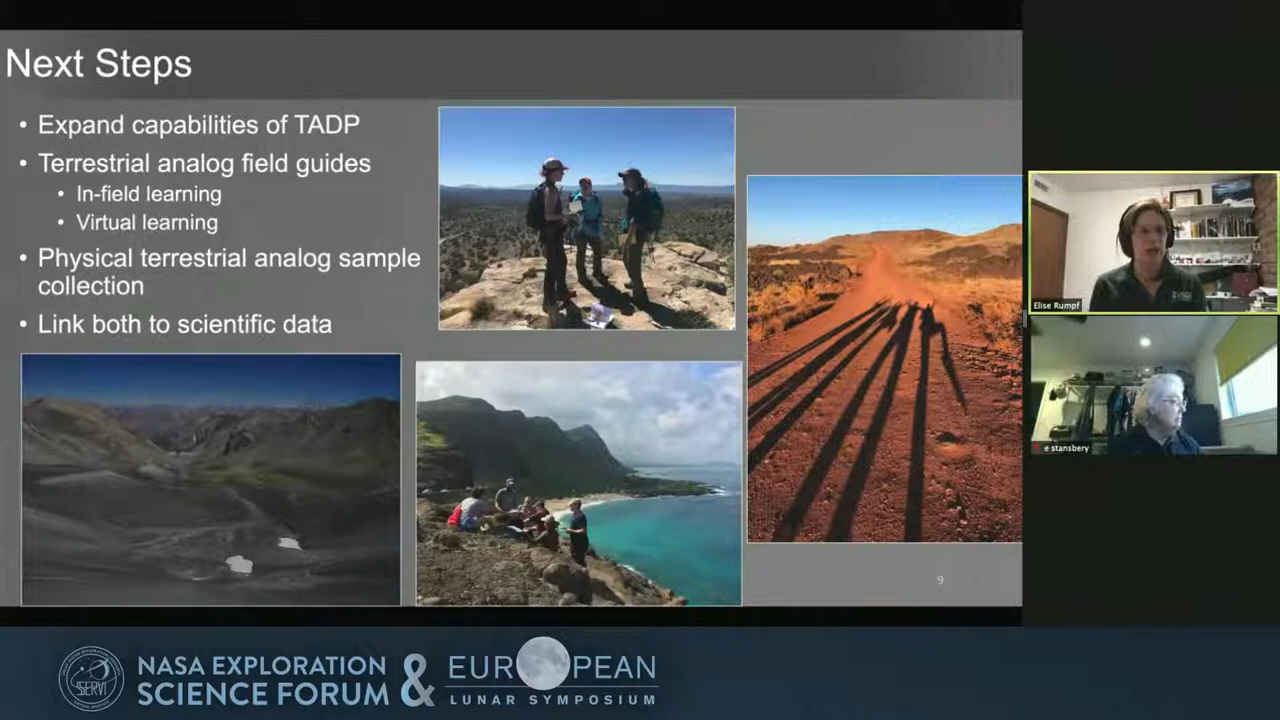 Next Steps
• Expand capabilities of TADP
• Terrestrial analog field guides
• In-field learning
• Virtual learning
• Physical terrestrial analog sample
collection
• Link both to scientific data
9
Elise Rumpf
e stansbery
SSERVI
NASA EXPLORATION
SCIENCE FORUM
&
EUROPEAN
LUNAR SYMPOSIUM